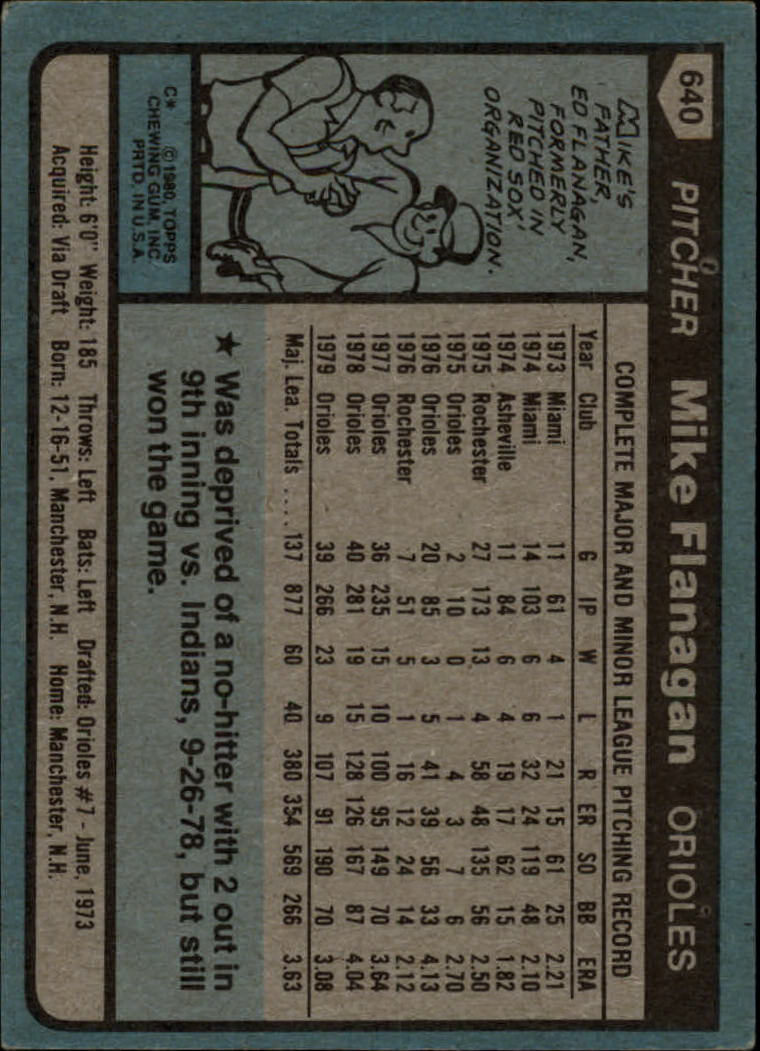 640
PITCHER Mike Flanagan ORIOLES
MIKE'S
FATHER,
ED FLANAGAN,
FORMERLY
PITCHED IN
RED SOX'
ORGANIZATION.
C* © 1980, TOPPS
CHEWING GUM, INC.
PRTD. IN U.S.A.
COMPLETE MAJOR AND MINOR LEAGUE PITCHING RECORD
Year Club G IP W L R ER SO BB ERA
1973 Miami 11 61 4 1 21 15 61 25 2.21
1974 Miami 14 103 6 6 32 24 119 48 2.10
1974 Asheville 11 84 6 4 19 17 62 15 1.82
1975 Rochester 27 173 13 4 58 48 135 56 2.50
1975 Orioles 2 10 0 1 4 3 7 6 2.70
1976 Orioles 20 85 3 5 41 39 56 33 4.13
1976 Rochester 7 51 5 1 16 12 24 14 2.12
1977 Orioles 36 235 15 10 100 95 149 70 3.64
1978 Orioles 40 281 19 15 128 126 167 87 4.04
1979 Orioles 39 266 23 9 107 91 190 70 3.08
Maj. Lea. Totals .... 137 877 60 40 380 354 569 266 3.63
★ Was deprived of a no-hitter with 2 out in
9th inning vs. Indians, 9-26-78, but still
won the game.
Height: 6'0" Weight: 185 Throws: Left Bats: Left Drafted: Orioles #7 - June, 1973
Acquired: Via Draft Born: 12-16-51, Manchester, N.H. Home: Manchester, N.H.